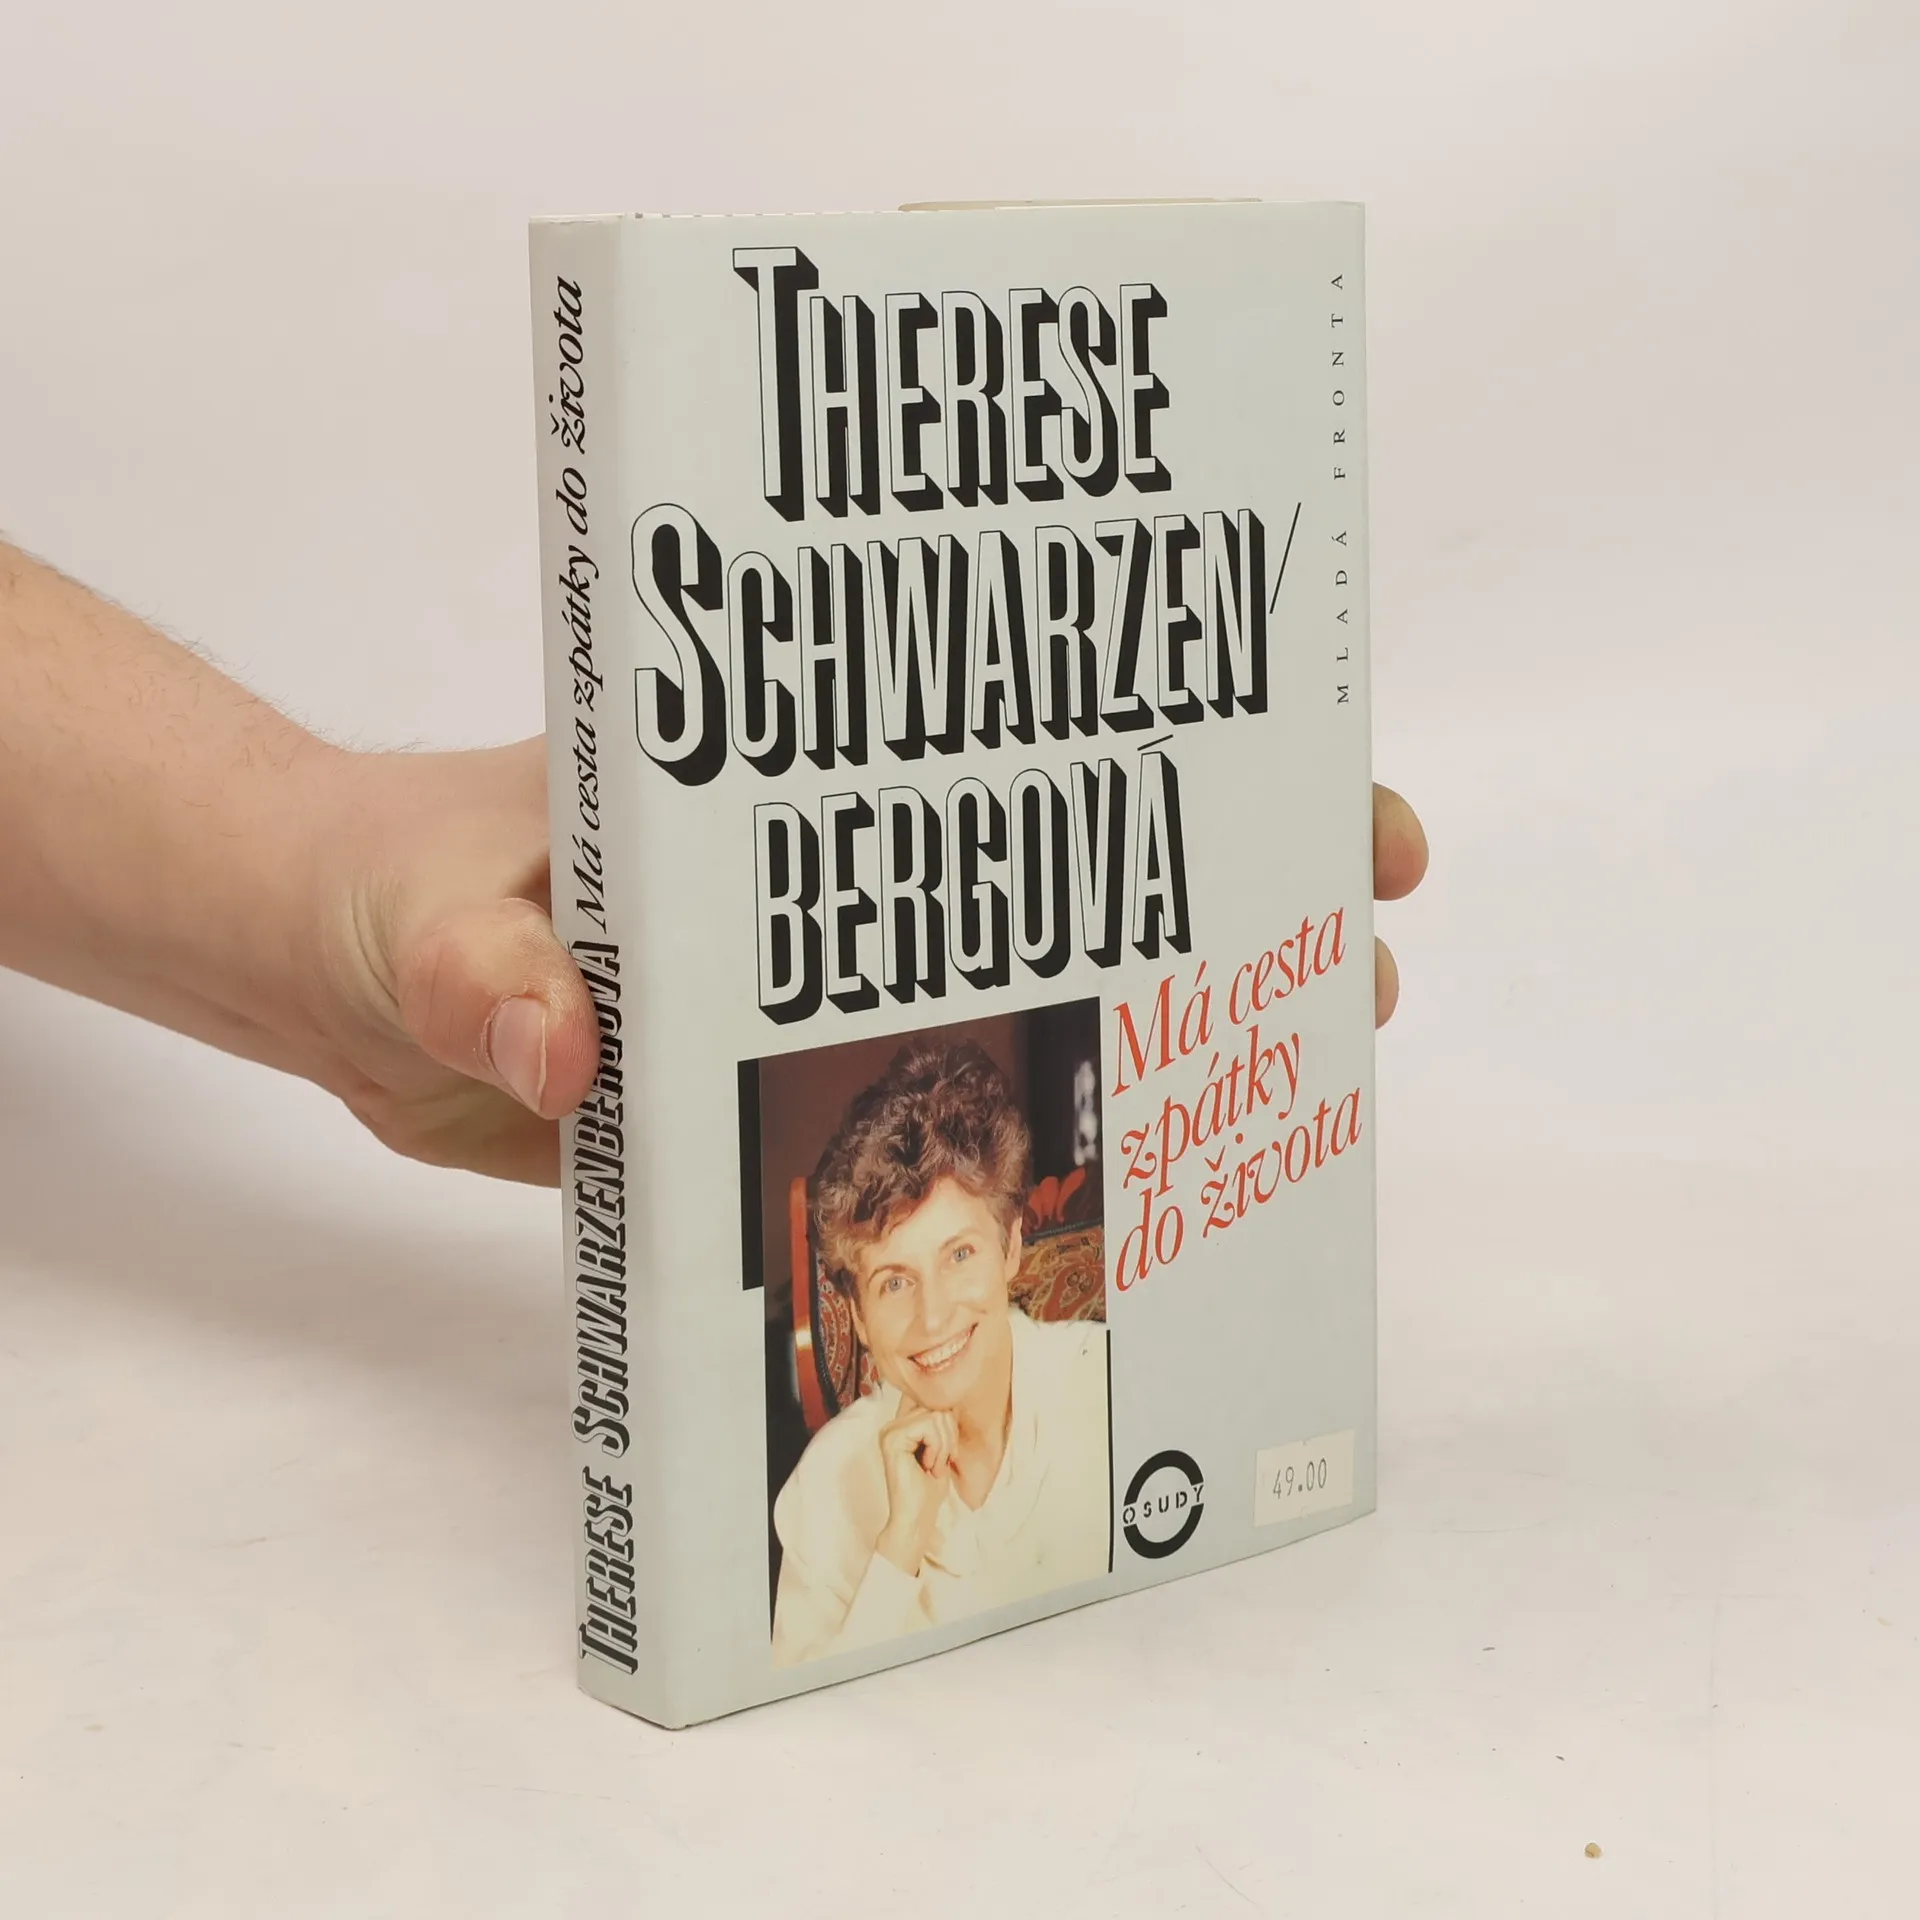 THERESE
SCHWARZEN/
BERGOVÁ
Má cesta
zpátky
do života
MLADÁ FRONTA
OSUDY
49.00
THERESE SCHWARZENBERGOVÁ Má cesta zpátky do života